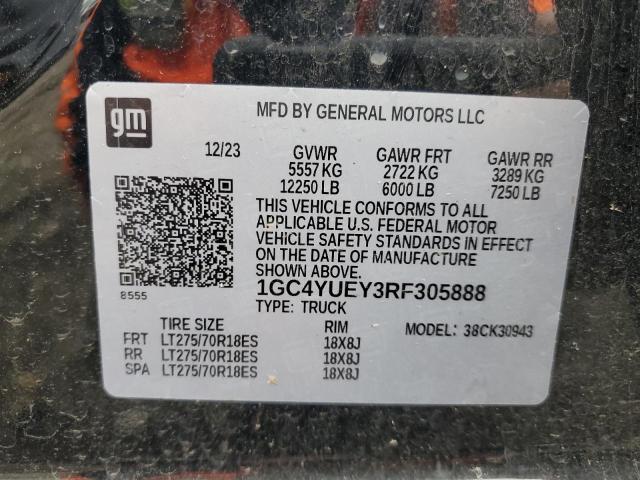 gm
MFD BY GENERAL MOTORS LLC
12/23 GVWR GAWR FRT GAWR RR
5557 KG 2722 KG 3289 KG
12250 LB 6000 LB 7250 LB
THIS VEHICLE CONFORMS TO ALL
APPLICABLE U.S. FEDERAL MOTOR
VEHICLE SAFETY STANDARDS IN EFFECT
ON THE DATE OF MANUFACTURE
SHOWN ABOVE.
8555
1GC4YUEY3RF305888
TYPE: TRUCK
TIRE SIZE RIM MODEL: 38CK30943
FRT LT275/70R18ES 18X8J
RR LT275/70R18ES 18X8J
SPA LT275/70R18ES 18X8J